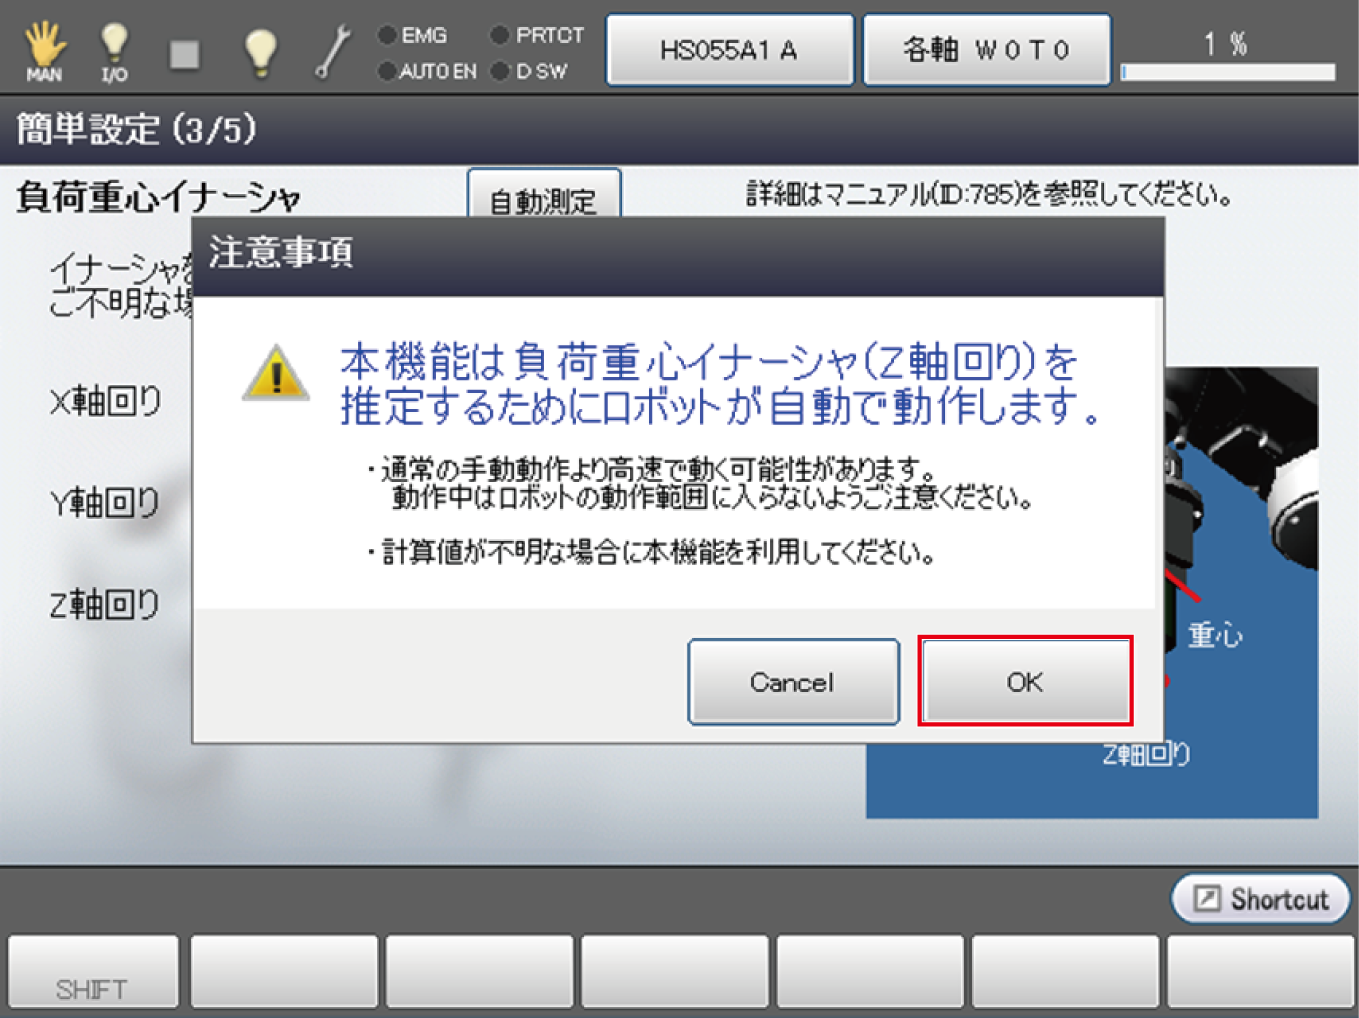 MAN
I/O
EMG
PRTCT
AUTO EN
D SW
HS055A1 A
各軸 W 0 T 0
1 %
簡単設定 (3/5)
負荷重心イナーシャ
自動測定
詳細はマニュアル(ID:785)を参照してください。
イナーシャ
ご不明な場
注意事項
本機能は負荷重心イナーシャ(Z軸回り)を
推定するためにロボットが自動で動作します。
・通常の手動動作より高速で動く可能性があります。
動作中はロボットの動作範囲に入らないようご注意ください。
・計算値が不明な場合に本機能を利用してください。
X軸回り
Y軸回り
Z軸回り
重心
Cancel
OK
Z軸回り
Shortcut
SHIFT